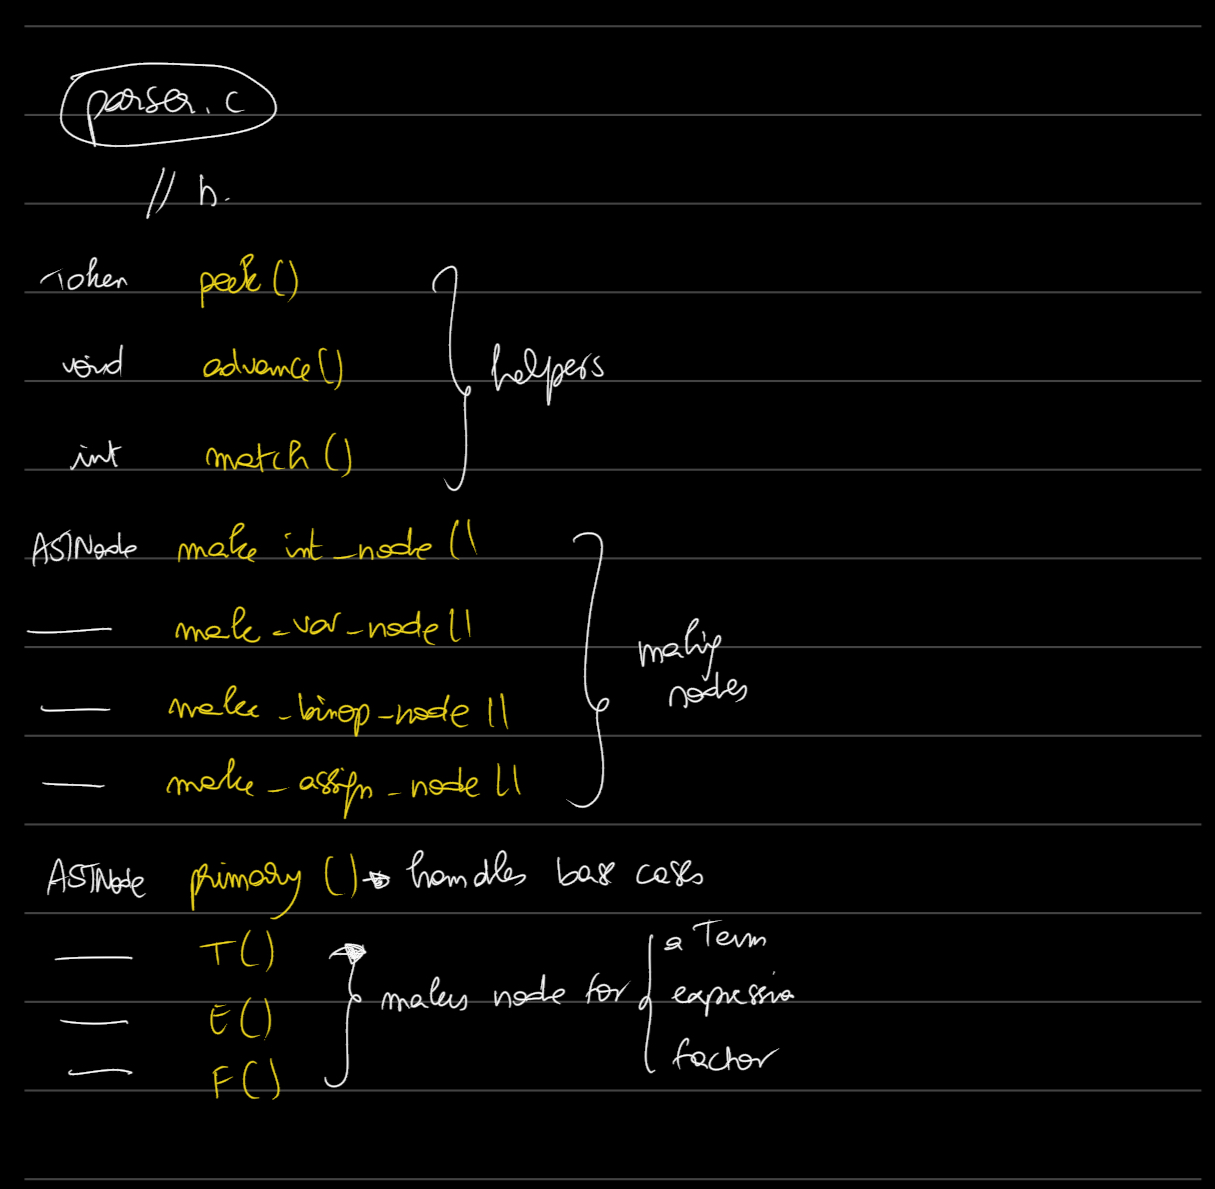 parser.c
// h.
Token peek()
void advance()
helpers
int match()
ASTNode make int_node()
make_var_node()
making
nodes
make_binop_node()
make_assign_node()
ASTNode primary() → handles base cases
T()
E()
F()
makes node for
a Term
expressio
factor